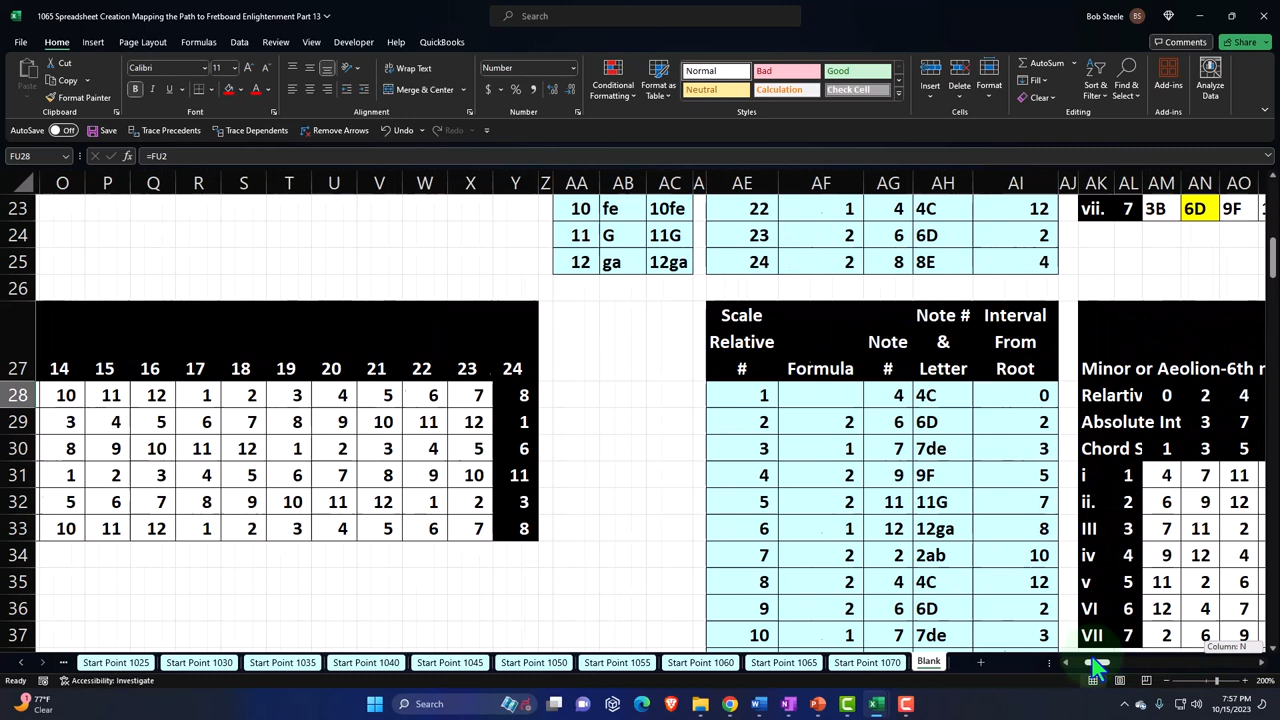 1065 Spreadsheet Creation Mapping the Path to Fretboard Enlightenment Part 13
Search
Bob Steele BS
File Home Insert Page Layout Formulas Data Review View Developer Help QuickBooks
Comments Share
Paste Cut Copy Format Painter Clipboard
Calibri 11 Font
Wrap Text Merge & Center Alignment
Number Number
Conditional Formatting Format as Table
Normal Bad Good
Neutral Calculation Check Cell
Styles
Insert Delete Format Cells
AutoSum Fill Clear Sort & Filter Find & Select Editing
Add-ins Add-ins
Analyze Data
AutoSave Off Save Trace Precedents Trace Dependents Remove Arrows Undo Redo
FU28 fx =FU2
O P Q R S T U V W X Y Z AA AB AC A AE AF AG AH AI AJ AK AL AM AN AO
23 10 fe 10fe 22 1 4 4C 12 vii. 7 3B 6D 9F
24 11 G 11G 23 2 6 6D 2
25 12 ga 12ga 24 2 8 8E 4
26
Scale Note # Interval
Relative Note & From
27 14 15 16 17 18 19 20 21 22 23 24 # Formula # Letter Root Minor or Aeolion-6th
28 10 11 12 1 2 3 4 5 6 7 8 1 4 4C 0 Relartiv 0 2 4
29 3 4 5 6 7 8 9 10 11 12 1 2 2 6 6D 2 Absolute Int 3 7
30 8 9 10 11 12 1 2 3 4 5 6 3 1 7 7de 3 Chord S 1 3 5
31 1 2 3 4 5 6 7 8 9 10 11 4 2 9 9F 5 i 1 4 7 11
32 5 6 7 8 9 10 11 12 1 2 3 5 2 11 11G 7 ii. 2 6 9 12
33 10 11 12 1 2 3 4 5 6 7 8 6 1 12 12ga 8 III 3 7 11 2
34 7 2 2 2ab 10 iv 4 9 12 4
35 8 2 4 4C 12 v 5 11 2 6
36 9 2 6 6D 2 VI 6 12 4 7
37 10 1 7 7de 3 VII 7 2 6 9
Column: N
Start Point 1025 Start Point 1030 Start Point 1035 Start Point 1040 Start Point 1045 Start Point 1050 Start Point 1055 Start Point 1060 Start Point 1065 Start Point 1070 Blank
Ready Accessibility: Investigate 200%
77°F Clear
Search
7:57 PM
10/15/2023